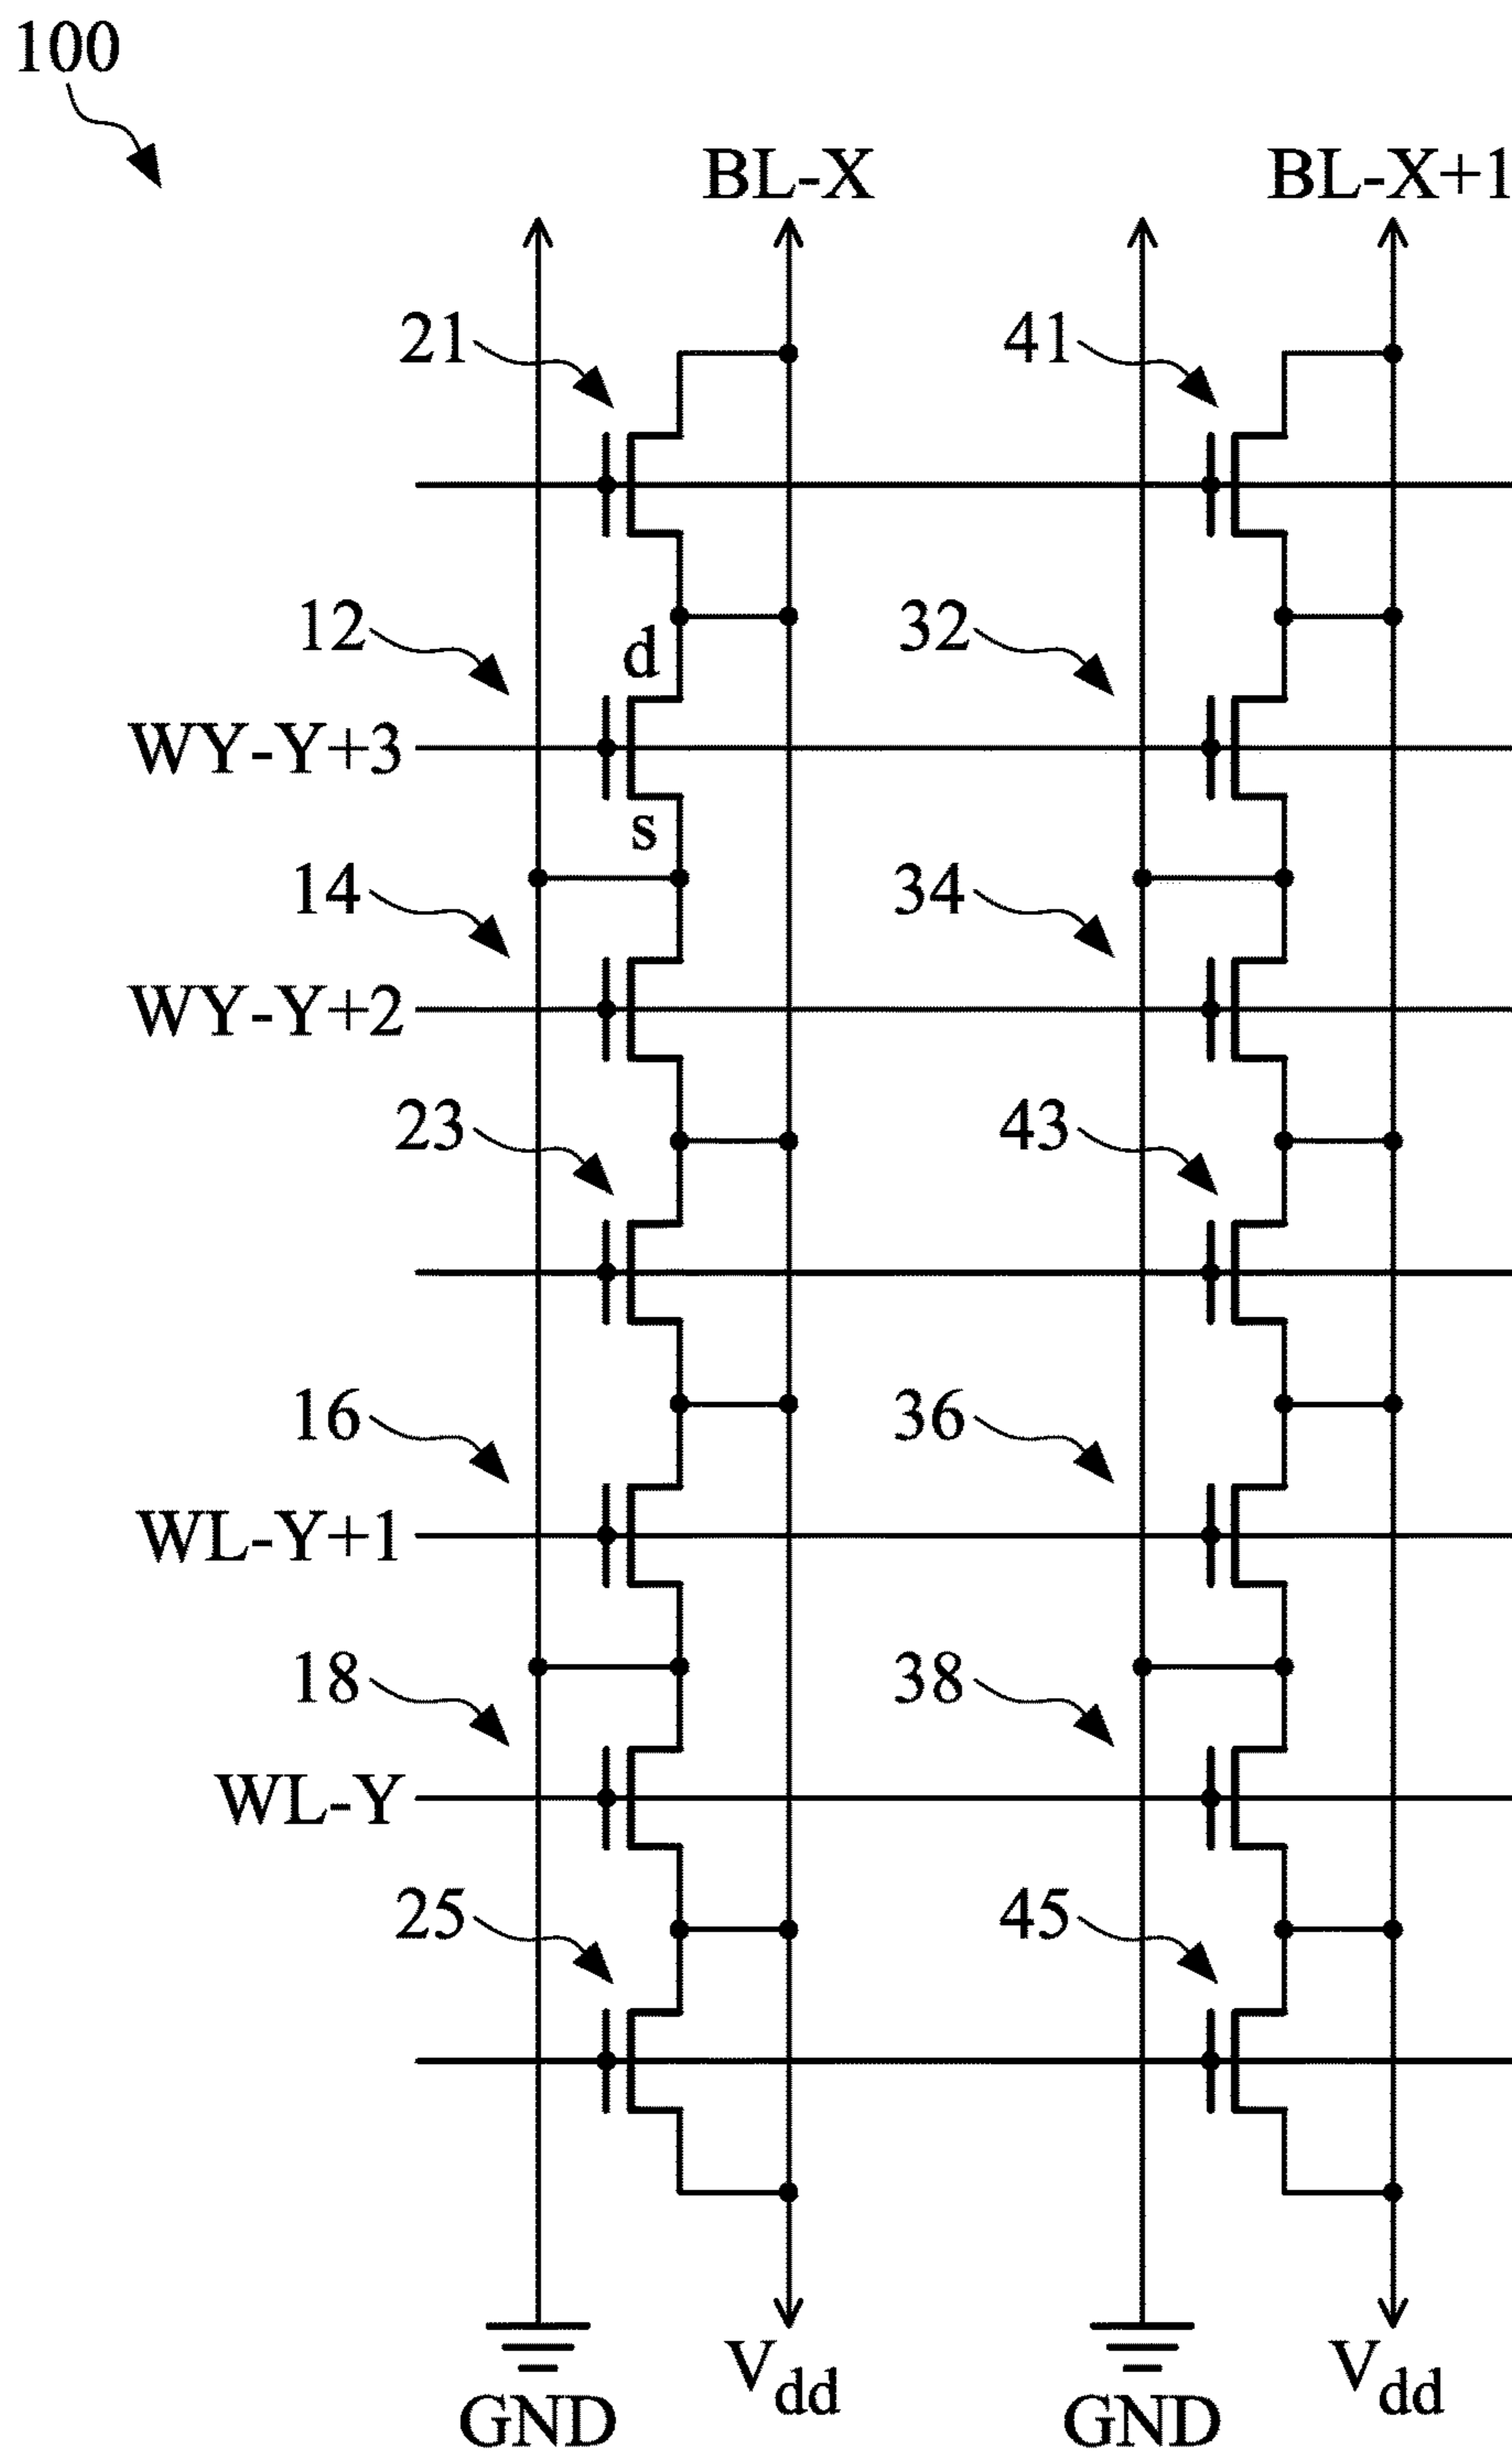 100
BL-X BL-X+1
21 41
12 d 32
WY-Y+3
s
14 34
WY-Y+2
23 43
16 36
WL-Y+1
18 38
WL-Y
25 45
GND Vdd GND Vdd